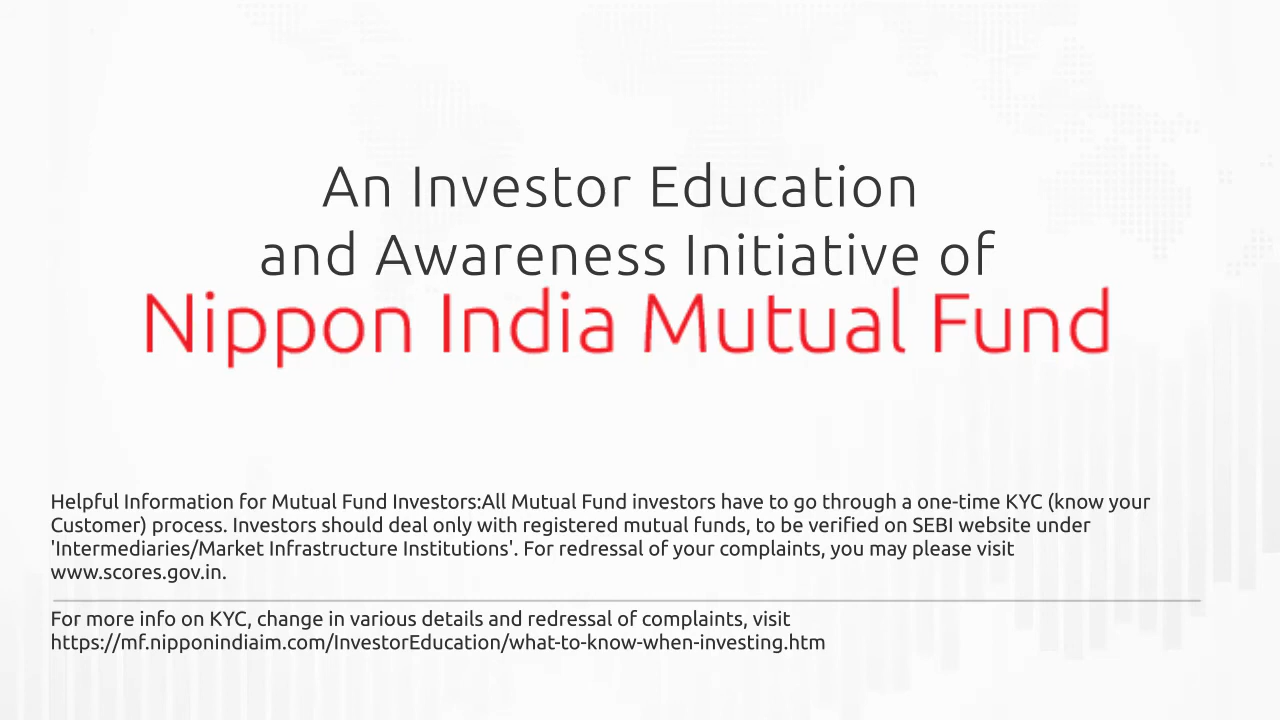 An Investor Education
and Awareness Initiative of
Nippon India Mutual Fund
Helpful Information for Mutual Fund Investors:All Mutual Fund investors have to go through a one-time KYC (know your
Customer) process. Investors should deal only with registered mutual funds, to be verified on SEBI website under
'Intermediaries/Market Infrastructure Institutions'. For redressal of your complaints, you may please visit
www.scores.gov.in.
For more info on KYC, change in various details and redressal of complaints, visit
https://mf.nipponindiaim.com/InvestorEducation/what-to-know-when-investing.htm